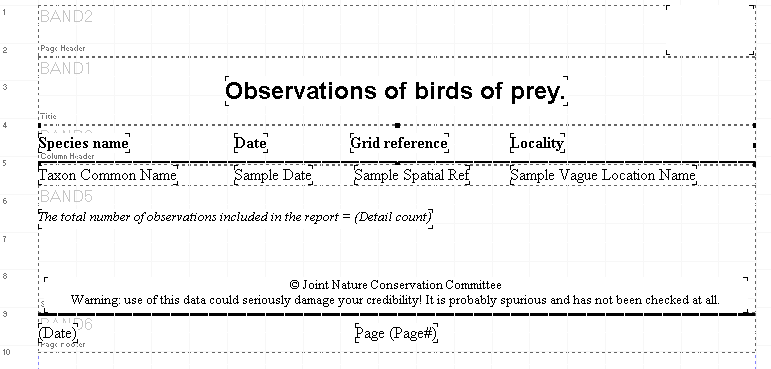 1
BAND2
2
Page Header
BAND1
3
Observations of birds of prey.
Title
4
Species name Date Grid reference Locality
Column Header
5
Taxon Common Name Sample Date Sample Spatial Ref Sample Vague Location Name
6
BAND5
The total number of observations included in the report = (Detail count)
7
8
© Joint Nature Conservation Committee
Warning: use of this data could seriously damage your credibility! It is probably spurious and has not been checked at all.
S
9
BAND6
(Date) Page (Page#)
Page Footer
10